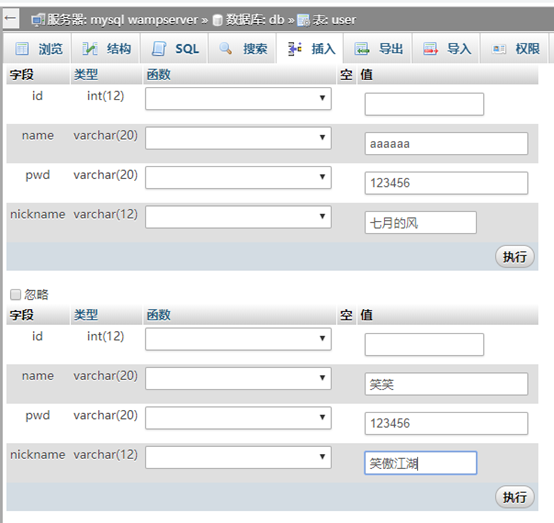 服务器: mysql wampserver » 数据库: db » 表: user
浏览 结构 SQL 搜索 插入 导出 导入 权限
字段 类型 函数 空 值
id int(12)
name varchar(20) aaaaaa
pwd varchar(20) 123456
nickname varchar(12) 七月的风
执行
忽略
字段 类型 函数 空 值
id int(12)
name varchar(20) 笑笑
pwd varchar(20) 123456
nickname varchar(12) 笑傲江湖
执行